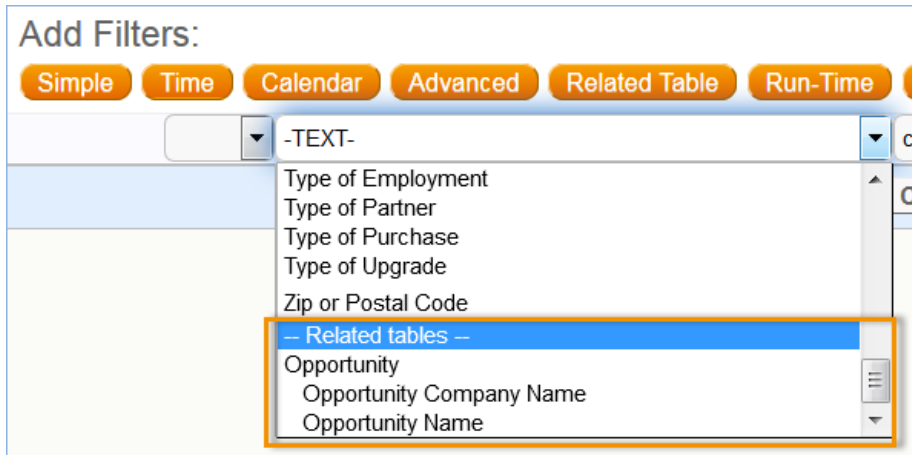 Add Filters:
Simple Time Calendar Advanced Related Table Run-Time
-TEXT-
Type of Employment
Type of Partner
Type of Purchase
Type of Upgrade
Zip or Postal Code
-- Related tables --
Opportunity
Opportunity Company Name
Opportunity Name